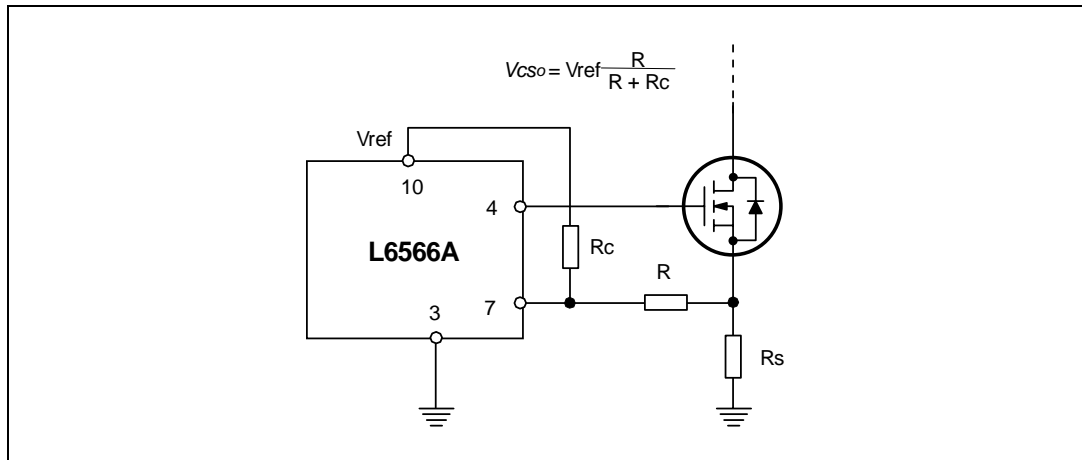 Vcso = Vref R / R + Rc
Vref
10
4
L6566A
Rc
R
7
3
Rs